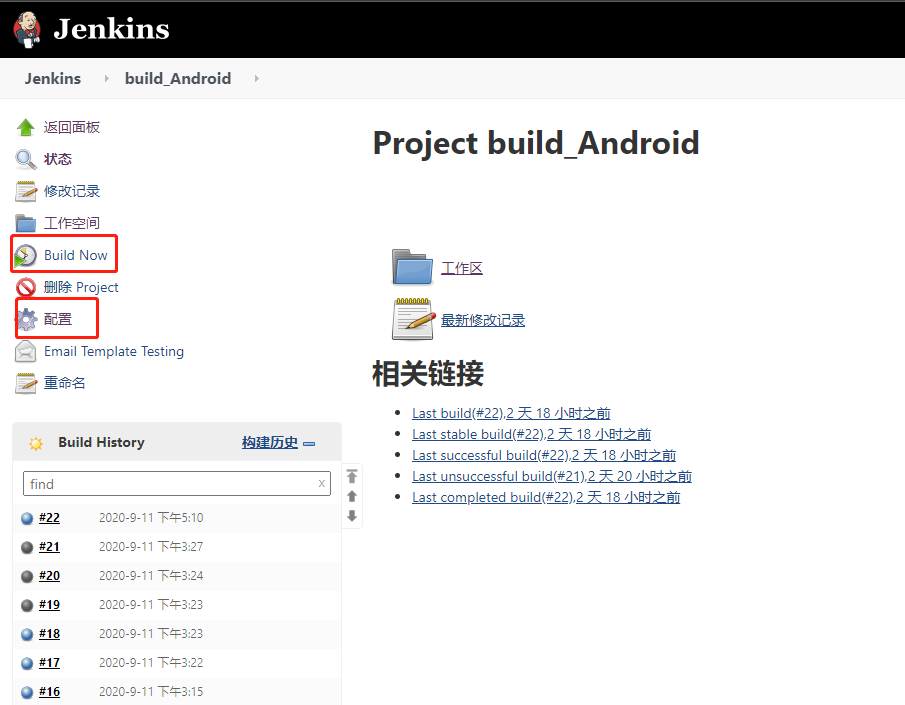 Jenkins
Jenkins build_Android
返回面板
状态
修改记录
工作空间
Build Now
删除 Project
配置
Email Template Testing
重命名
Build History 构建历史
find x
#22 2020-9-11 下午5:10
#21 2020-9-11 下午3:27
#20 2020-9-11 下午3:24
#19 2020-9-11 下午3:23
#18 2020-9-11 下午3:23
#17 2020-9-11 下午3:22
#16 2020-9-11 下午3:15
Project build_Android
工作区
最新修改记录
相关链接
Last build(#22),2 天 18 小时之前
Last stable build(#22),2 天 18 小时之前
Last successful build(#22),2 天 18 小时之前
Last unsuccessful build(#21),2 天 20 小时之前
Last completed build(#22),2 天 18 小时之前